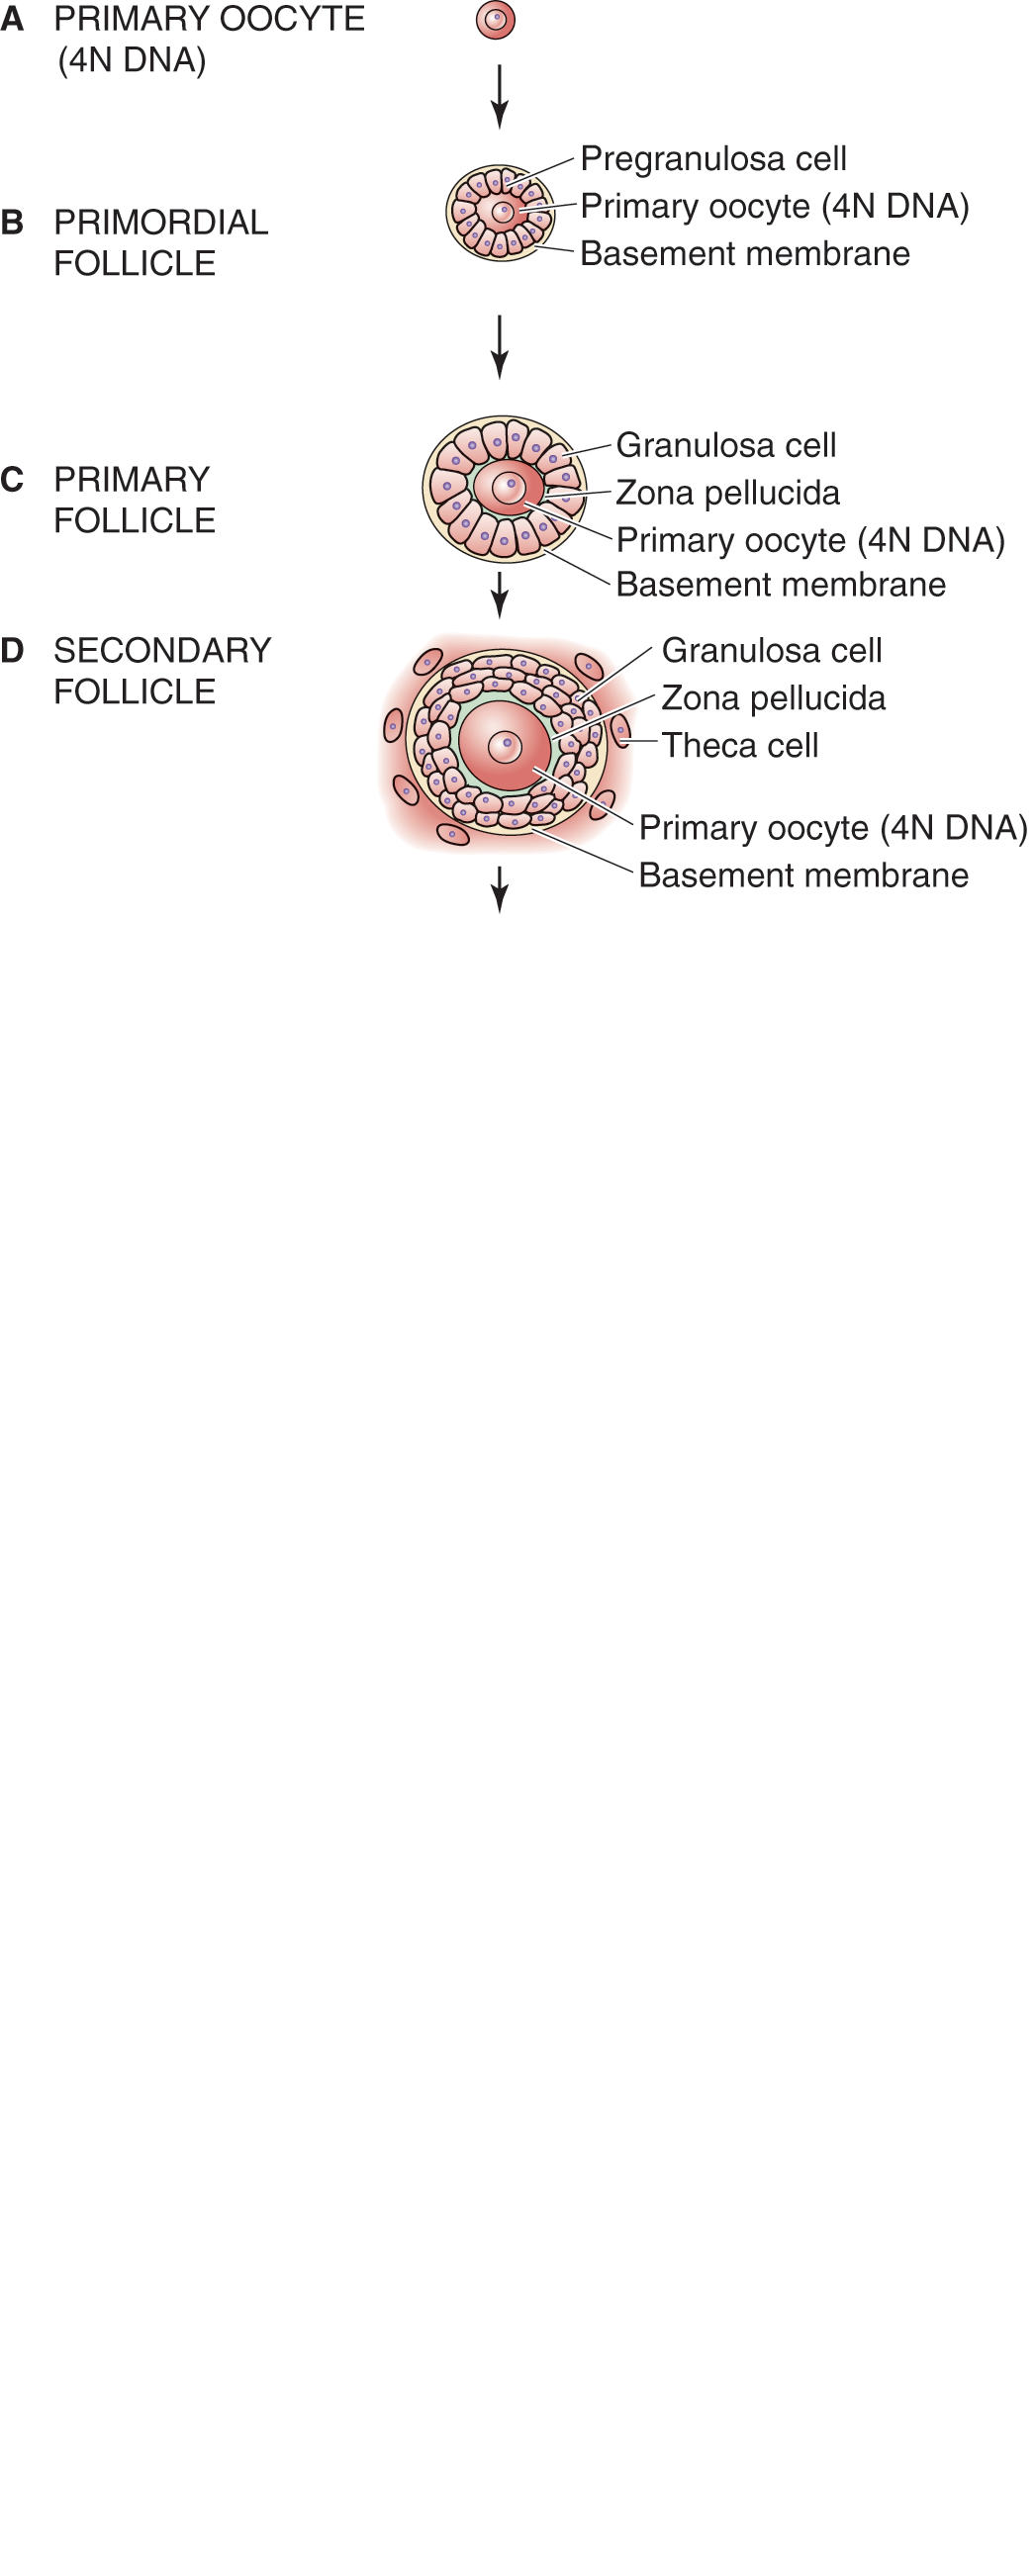 A PRIMARY OOCYTE
(4N DNA)
Pregranulosa cell
Primary oocyte (4N DNA)
Basement membrane
B PRIMORDIAL
FOLLICLE
Granulosa cell
Zona pellucida
Primary oocyte (4N DNA)
Basement membrane
C PRIMARY
FOLLICLE
D SECONDARY
FOLLICLE
Granulosa cell
Zona pellucida
Theca cell
Primary oocyte (4N DNA)
Basement membrane